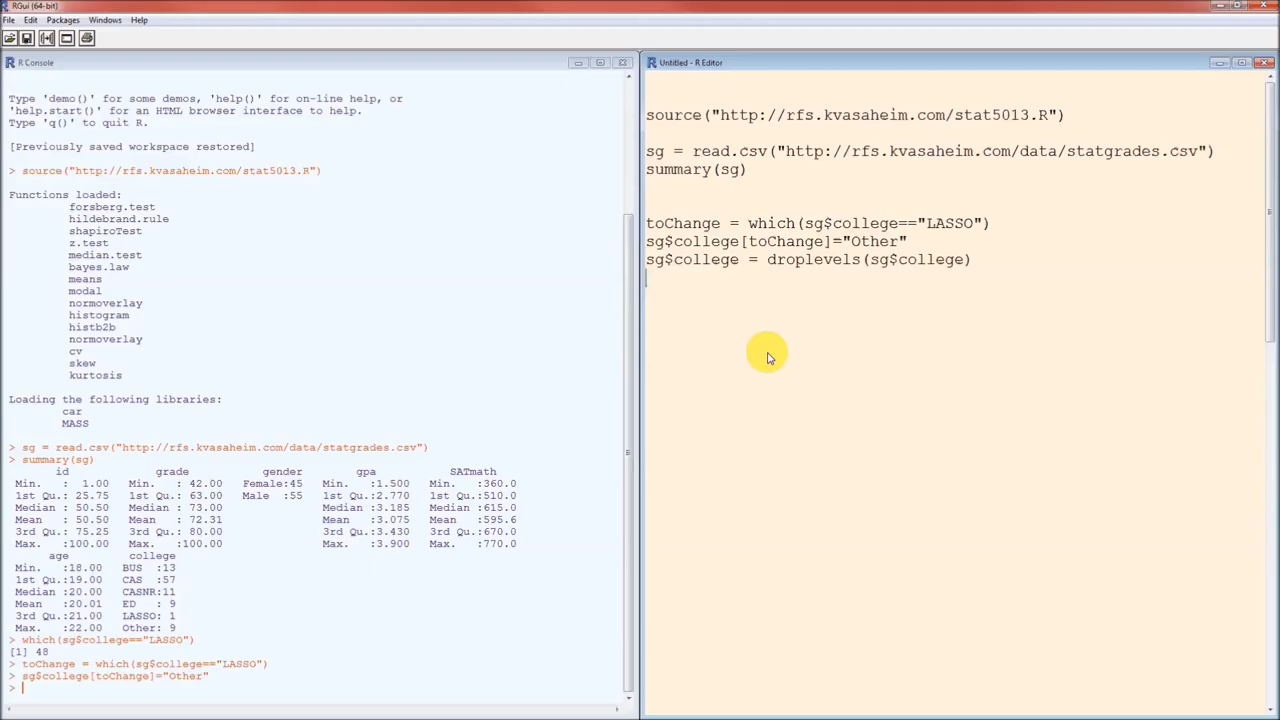 RGui (64-bit)
File Edit Packages Windows Help
R Console
Type 'demo()' for some demos, 'help()' for on-line help, or
'help.start()' for an HTML browser interface to help.
Type 'q()' to quit R.
[Previously saved workspace restored]
> source("http://rfs.kvasaheim.com/stat5013.R")
Functions loaded:
forsberg.test
hildebrand.rule
shapiroTest
z.test
median.test
bayes.law
means
modal
normoverlay
histogram
histb2b
normoverlay
cv
skew
kurtosis
Loading the following libraries:
car
MASS
> sg = read.csv("http://rfs.kvasaheim.com/data/statgrades.csv")
> summary(sg)
id grade gender gpa SATmath
Min. : 1.00 Min. : 42.00 Female:45 Min. :1.500 Min. :360.0
1st Qu.: 25.75 1st Qu.: 63.00 Male :55 1st Qu.:2.770 1st Qu.:510.0
Median : 50.50 Median : 73.00 Median :3.185 Median :615.0
Mean : 50.50 Mean : 72.31 Mean :3.075 Mean :595.6
3rd Qu.: 75.25 3rd Qu.: 80.00 3rd Qu.:3.430 3rd Qu.:670.0
Max. :100.00 Max. :100.00 Max. :3.900 Max. :770.0
age college
Min. :18.00 BUS :13
1st Qu.:19.00 CAS :57
Median :20.00 CASNR:11
Mean :20.01 ED : 9
3rd Qu.:21.00 LASSO: 1
Max. :22.00 Other: 9
> which(sg$college=="LASSO")
[1] 48
> toChange = which(sg$college=="LASSO")
> sg$college[toChange]="Other"
>
Untitled - R Editor
source("http://rfs.kvasaheim.com/stat5013.R")
sg = read.csv("http://rfs.kvasaheim.com/data/statgrades.csv")
summary(sg)
toChange = which(sg$college=="LASSO")
sg$college[toChange]="Other"
sg$college = droplevels(sg$college)